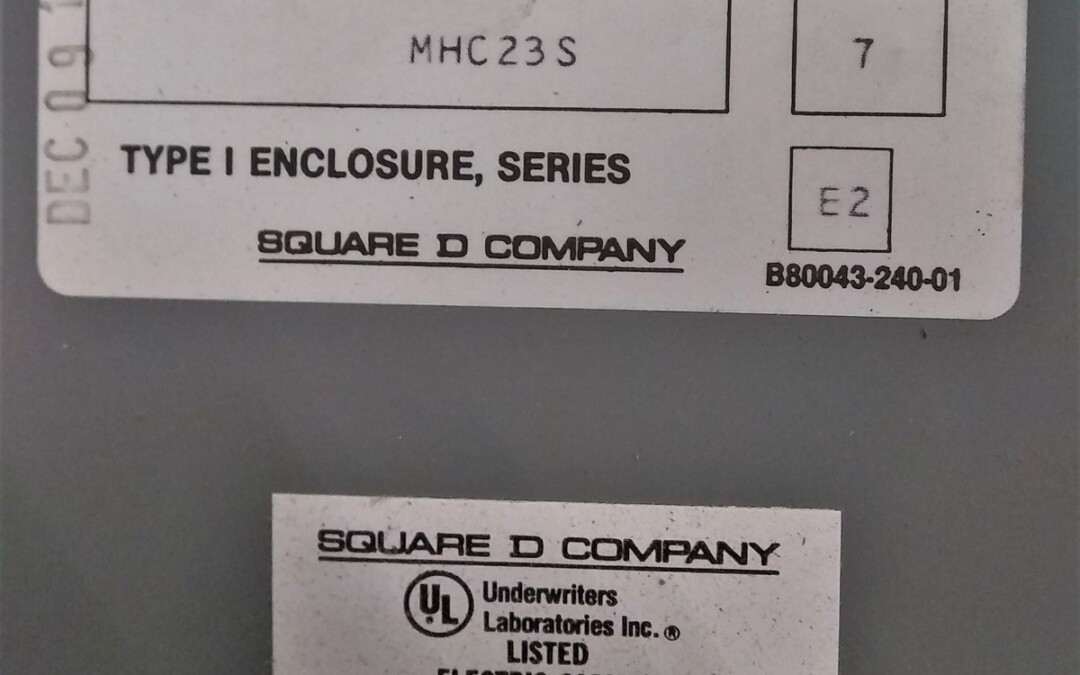 MHC23S
7
TYPE I ENCLOSURE, SERIES
E2
SQUARE D COMPANY
B80043-240-01
DEC 09
SQUARE D COMPANY
UL
Underwriters
Laboratories Inc.®
LISTED
ELECTRIC